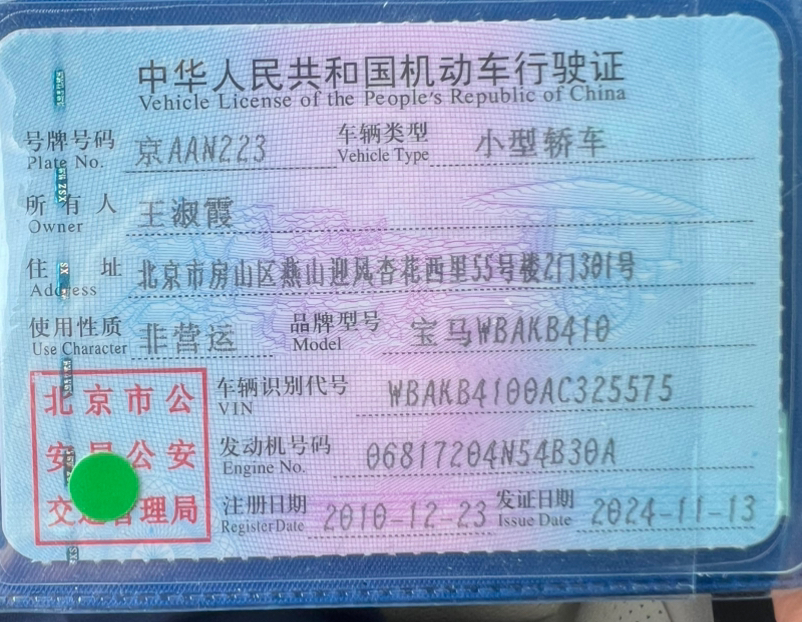 中华人民共和国机动车行驶证
Vehicle License of the People's Republic of China
号牌号码 京AAN223 车辆类型 小型轿车
Plate No. Vehicle Type
所有人 王淑霞
Owner
住址 北京市房山区燕山迎风杏花西里55号楼2门301号
Address
使用性质 非营运 品牌型号 宝马WBAKB410
Use Character Model
北京市公 车辆识别代号 WBAKB4100AC325575
VIN
安局公安 发动机号码 06817204N54B30A
Engine No.
交通管理局 注册日期 2010-12-23 发证日期 2024-11-13
Register Date Issue Date